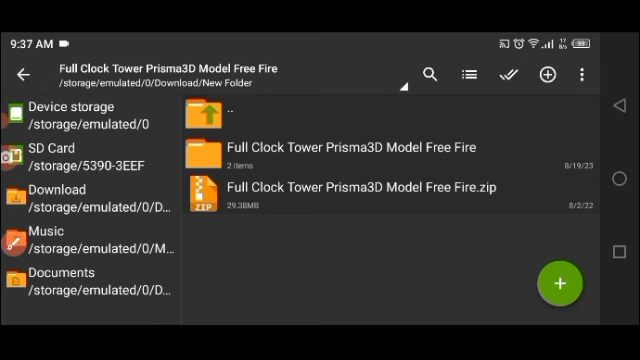 9:37 AM
17
B/s
99
Full Clock Tower Prisma3D Model Free Fire
/storage/emulated/0/Download/New Folder
Device storage
/storage/emulated/0
SD Card
/storage/5390-3EEF
Download
/storage/emulated/0/D...
Music
/storage/emulated/0/M...
Documents
/storage/emulated/0/D...
..
Full Clock Tower Prisma3D Model Free Fire
2 items
8/19/23
ZIP
Full Clock Tower Prisma3D Model Free Fire.zip
29.38MB
8/2/22